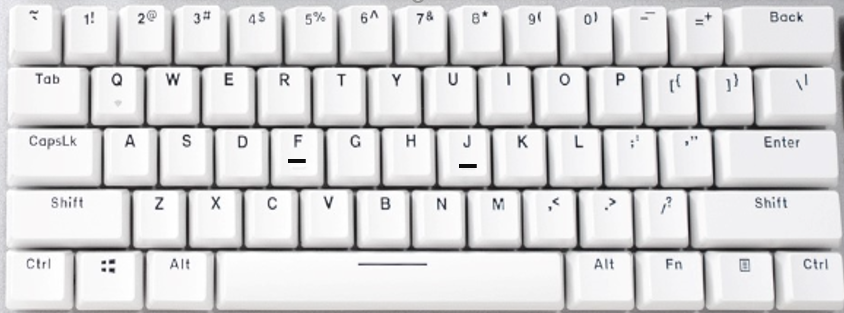 ~ 1! 2@ 3# 4$ 5% 6^ 7& 8* 9( 0) -_ =+ Back
Tab Q W E R T Y U I O P [{ ]} \|
CapsLk A S D F G H J K L ;: '" Enter
Shift Z X C V B N M ,< .> /? Shift
Ctrl Alt Alt Fn Ctrl